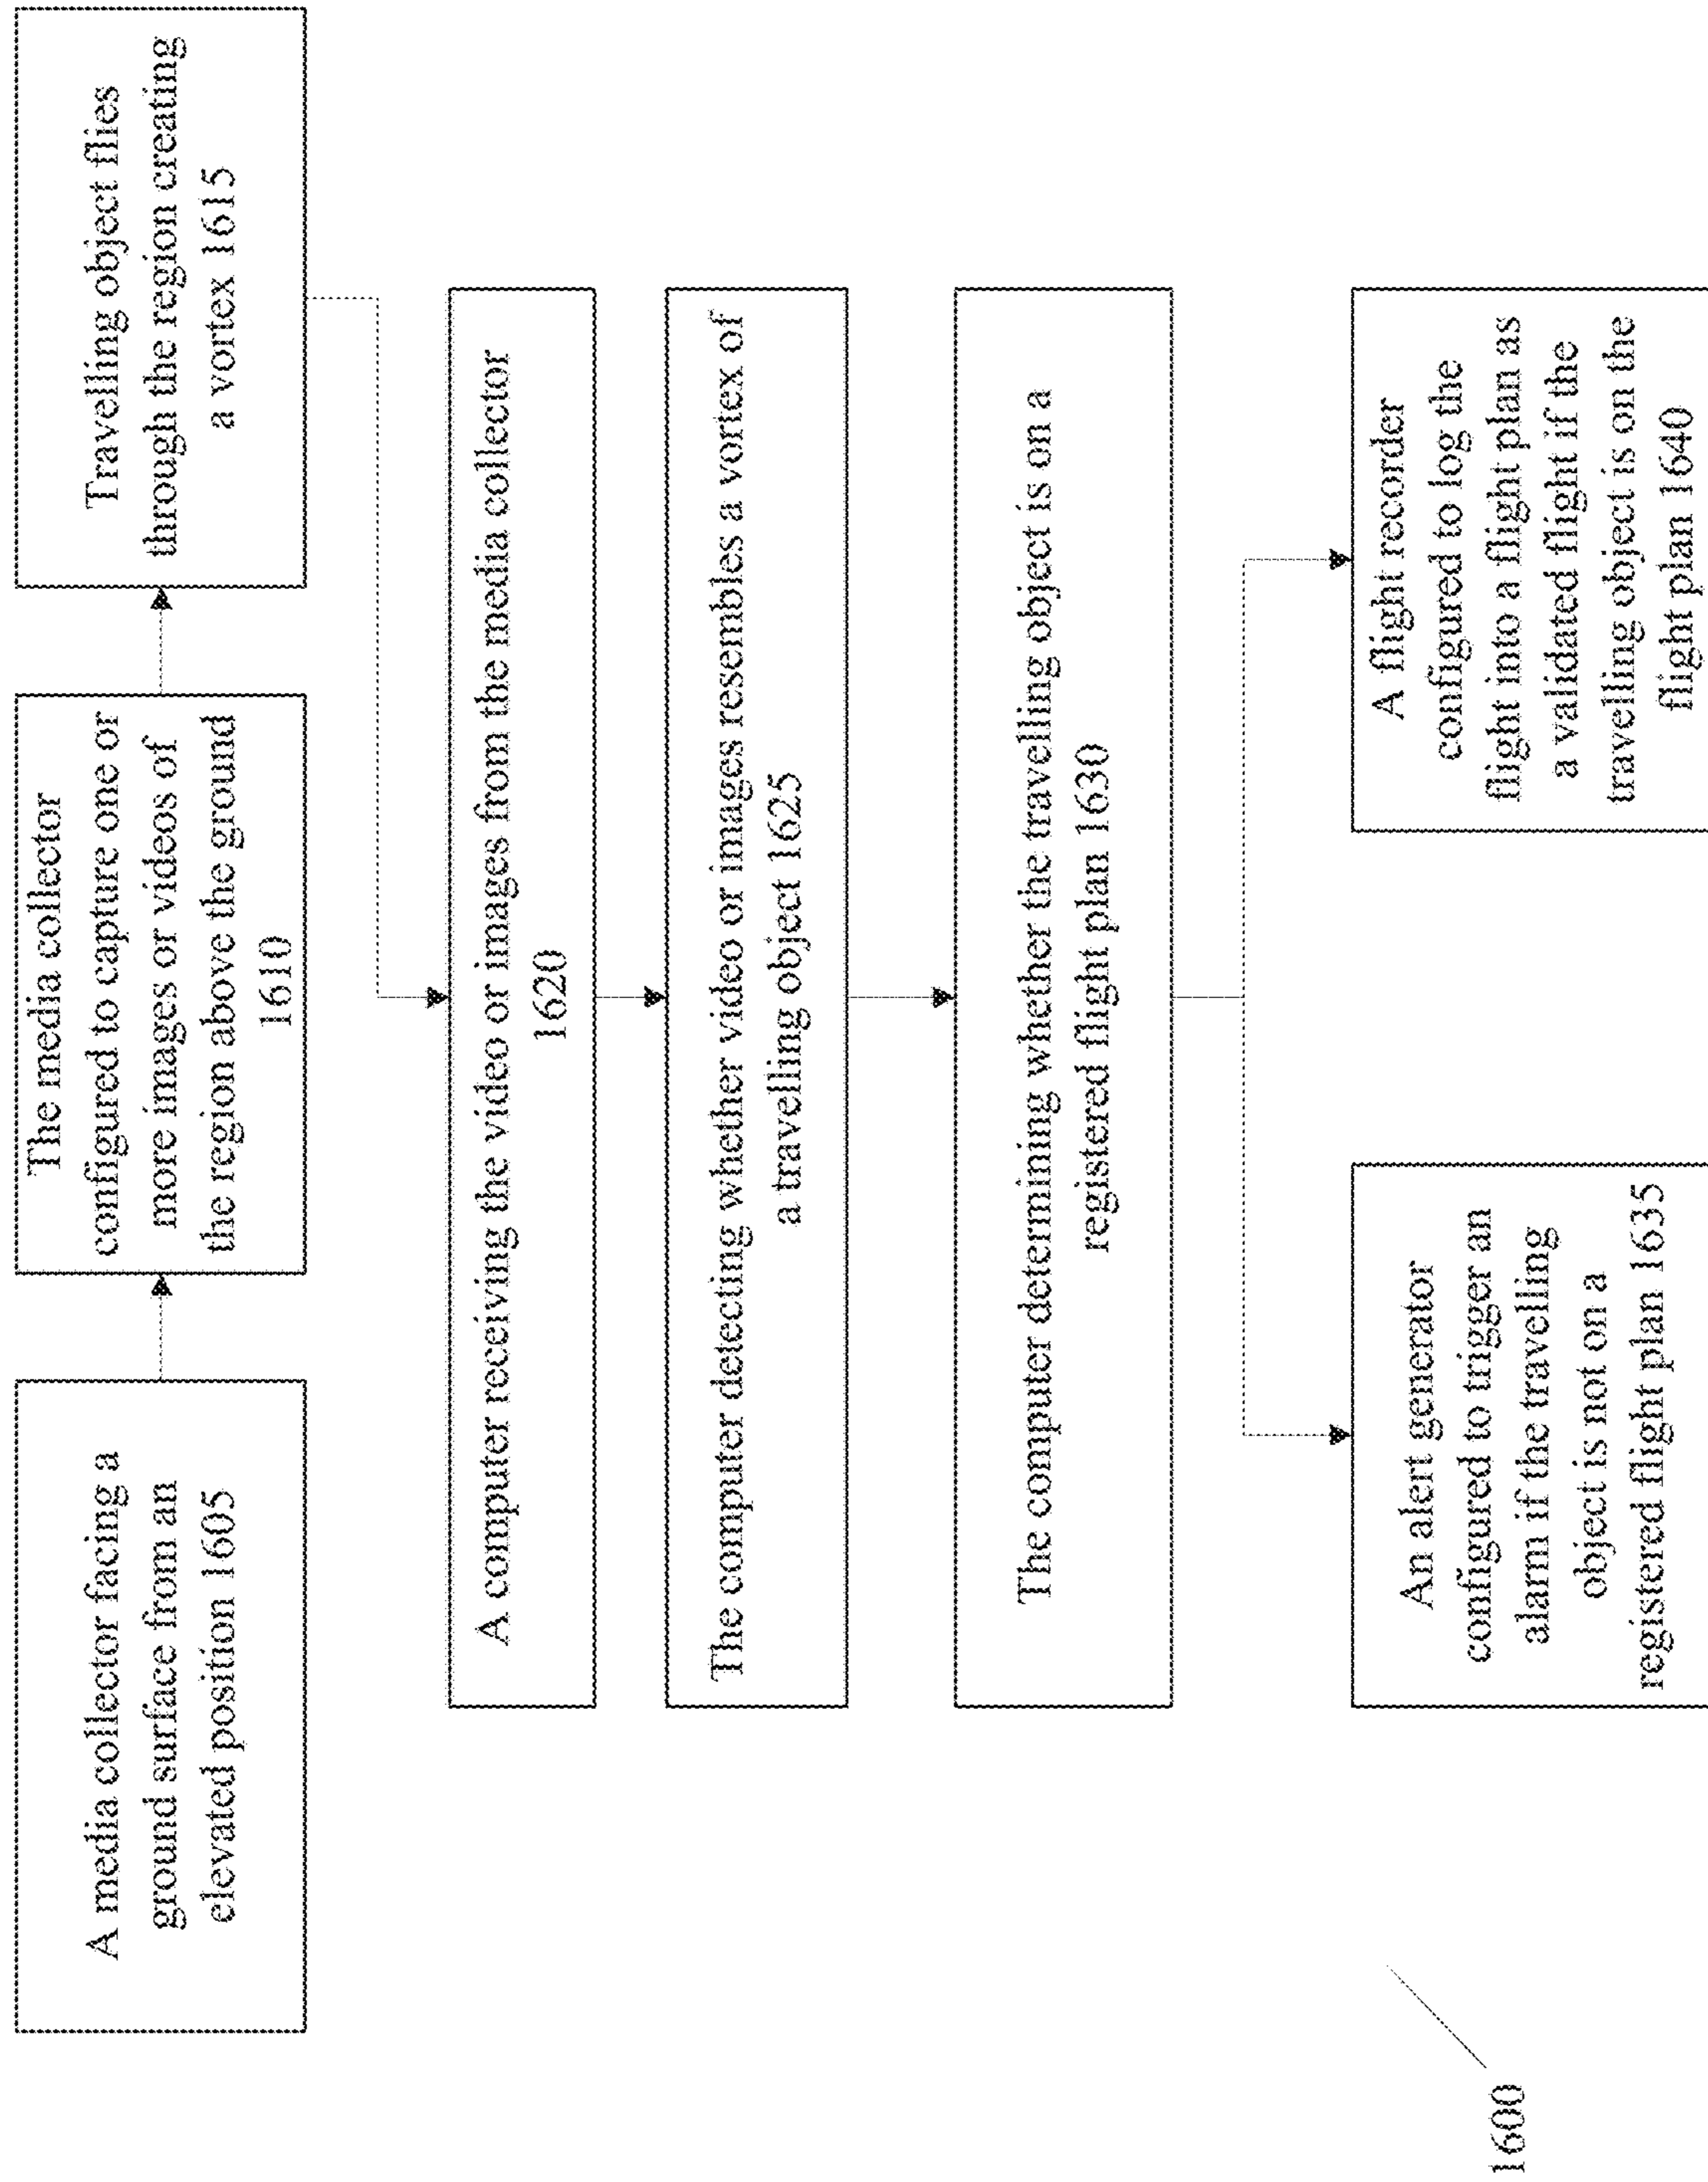 A media collector facing a
ground surface from an
elevated position 1605
The media collector
configured to capture one or
more images or videos of
the region above the ground
1610
Travelling object flies
through the region creating
a vortex 1615
A computer receiving the video or images from the media collector
1620
The computer detecting whether video or images resembles a vortex of
a travelling object 1625
The computer determining whether the travelling object is on a
registered flight plan 1630
An alert generator
configured to trigger an
alarm if the travelling
object is not on a
registered flight plan 1635
A flight recorder
configured to log the
flight into a flight plan as
a validated flight if the
travelling object is on the
flight plan 1640
1600